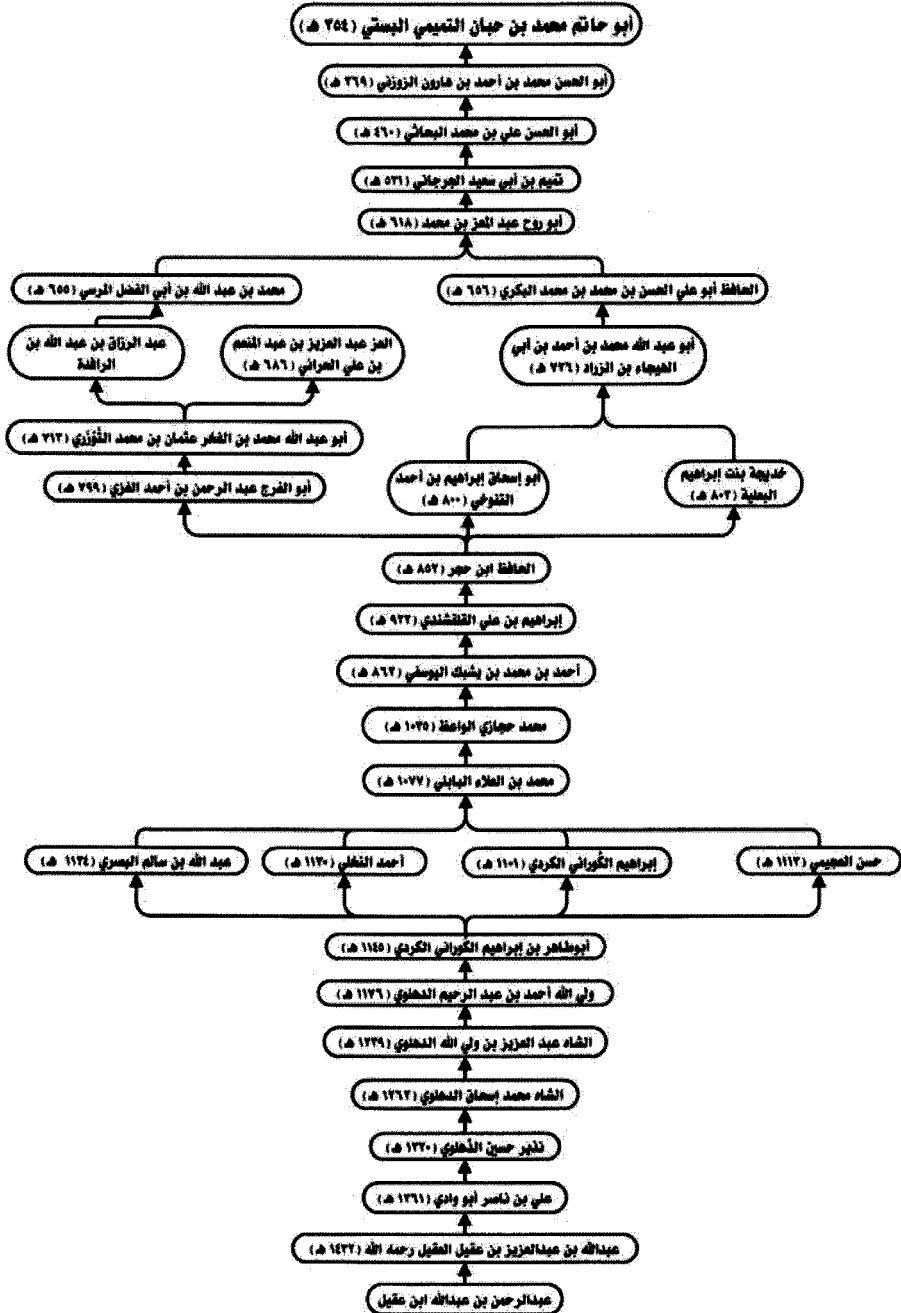 أبو حاتم محمد بن حبان التميمي البستي (٣٥٤ هـ)
أبو الحسن محمد بن أحمد بن هارون الزوزني (٣٦٩ هـ)
أبو الحسن علي بن محمد البحاثي (٤٦٠ هـ)
تميم بن أبي سعيد الجرجاني (٥٣١ هـ)
أبو روح عبد المعز بن محمد (٦١٨ هـ)
الحافظ أبو علي الحسن بن محمد بن محمد البكري (٦٥٦ هـ)
محمد بن عبد الله بن أبي الفضل المرسي (٦٥٥ هـ)
أبو عبد الله محمد بن أحمد بن أبي
الهيجاء بن الزراد (٧٢٦ هـ)
العز عبد العزيز بن عبد المنعم
بن علي الحراني (٦٨٦ هـ)
عبد الرزاق بن عبد الله بن
الرافدة
أبو عبد الله محمد بن الفخر عثمان بن محمد التَّوْزَري (٧١٣ هـ)
خديجة بنت إبراهيم
البعلية (٨٠٣ هـ)
أبو إسحاق إبراهيم بن أحمد
التنوخي (٨٠٠ هـ)
أبو الفرج عبد الرحمن بن أحمد الغزي (٧٩٩ هـ)
الحافظ ابن حجر (٨٥٢ هـ)
إبراهيم بن علي القلقشندي (٩٢٢ هـ)
أحمد بن محمد بن يشبك اليوسفي (٨٦٣ هـ)
محمد حجازي الواعظ (١٠٣٥ هـ)
محمد بن العلاء البابلي (١٠٧٧ هـ)
حسن العجيمي (١١١٣ هـ)
إبراهيم الكُوراني الكردي (١١٠١ هـ)
أحمد النخلي (١١٣٠ هـ)
عبد الله بن سالم البصري (١١٣٤ هـ)
أبوطاهر بن إبراهيم الكوراني الكردي (١١٤٥ هـ)
ولي الله أحمد بن عبد الرحيم الدهلوي (١١٧٦ هـ)
الشاه عبد العزيز بن ولي الله الدهلوي (١٢٣٩ هـ)
الشاه محمد إسحاق الدهلوي (١٢٦٢ هـ)
نذير حسين الدَّهلوي (١٣٢٠ هـ)
علي بن ناصر أبو وادي (١٣٦١ هـ)
عبدالله بن عبدالعزيز بن عقيل العقيل رحمه الله (١٤٣٢ هـ)
عبدالرحمن بن عبدالله ابن عقيل